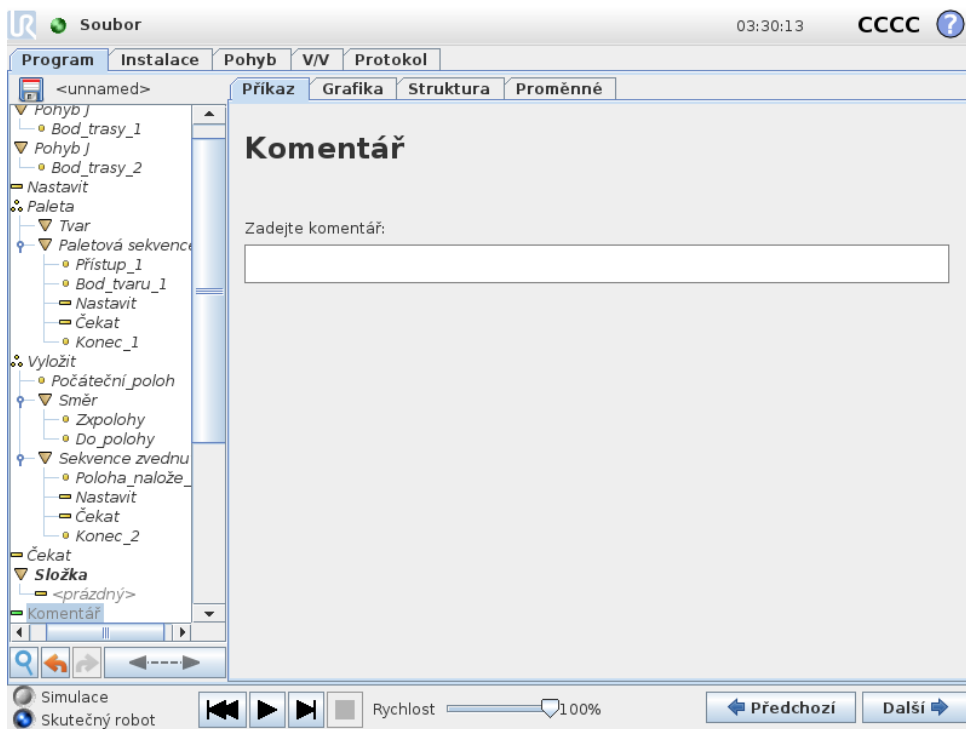 UR Soubor 03:30:13 CCCC ?
Program Instalace Pohyb V/V Protokol
<unnamed> Příkaz Grafika Struktura Proměnné
Pohyb J
Bod_trasy_1
Pohyb J
Bod_trasy_2
Nastavit
Paleta
Tvar
Paletová sekvence
Přístup_1
Bod_tvaru_1
Nastavit
Čekat
Konec_1
Vyložit
Počáteční_poloh
Směr
Zxpolohy
Do_polohy
Sekvence zvednu
Poloha_nalože_
Nastavit
Čekat
Konec_2
Čekat
Složka
<prázdný>
Komentář
Komentář
Zadejte komentář:
Simulace
Skutečný robot
Rychlost 100%
Předchozí Další